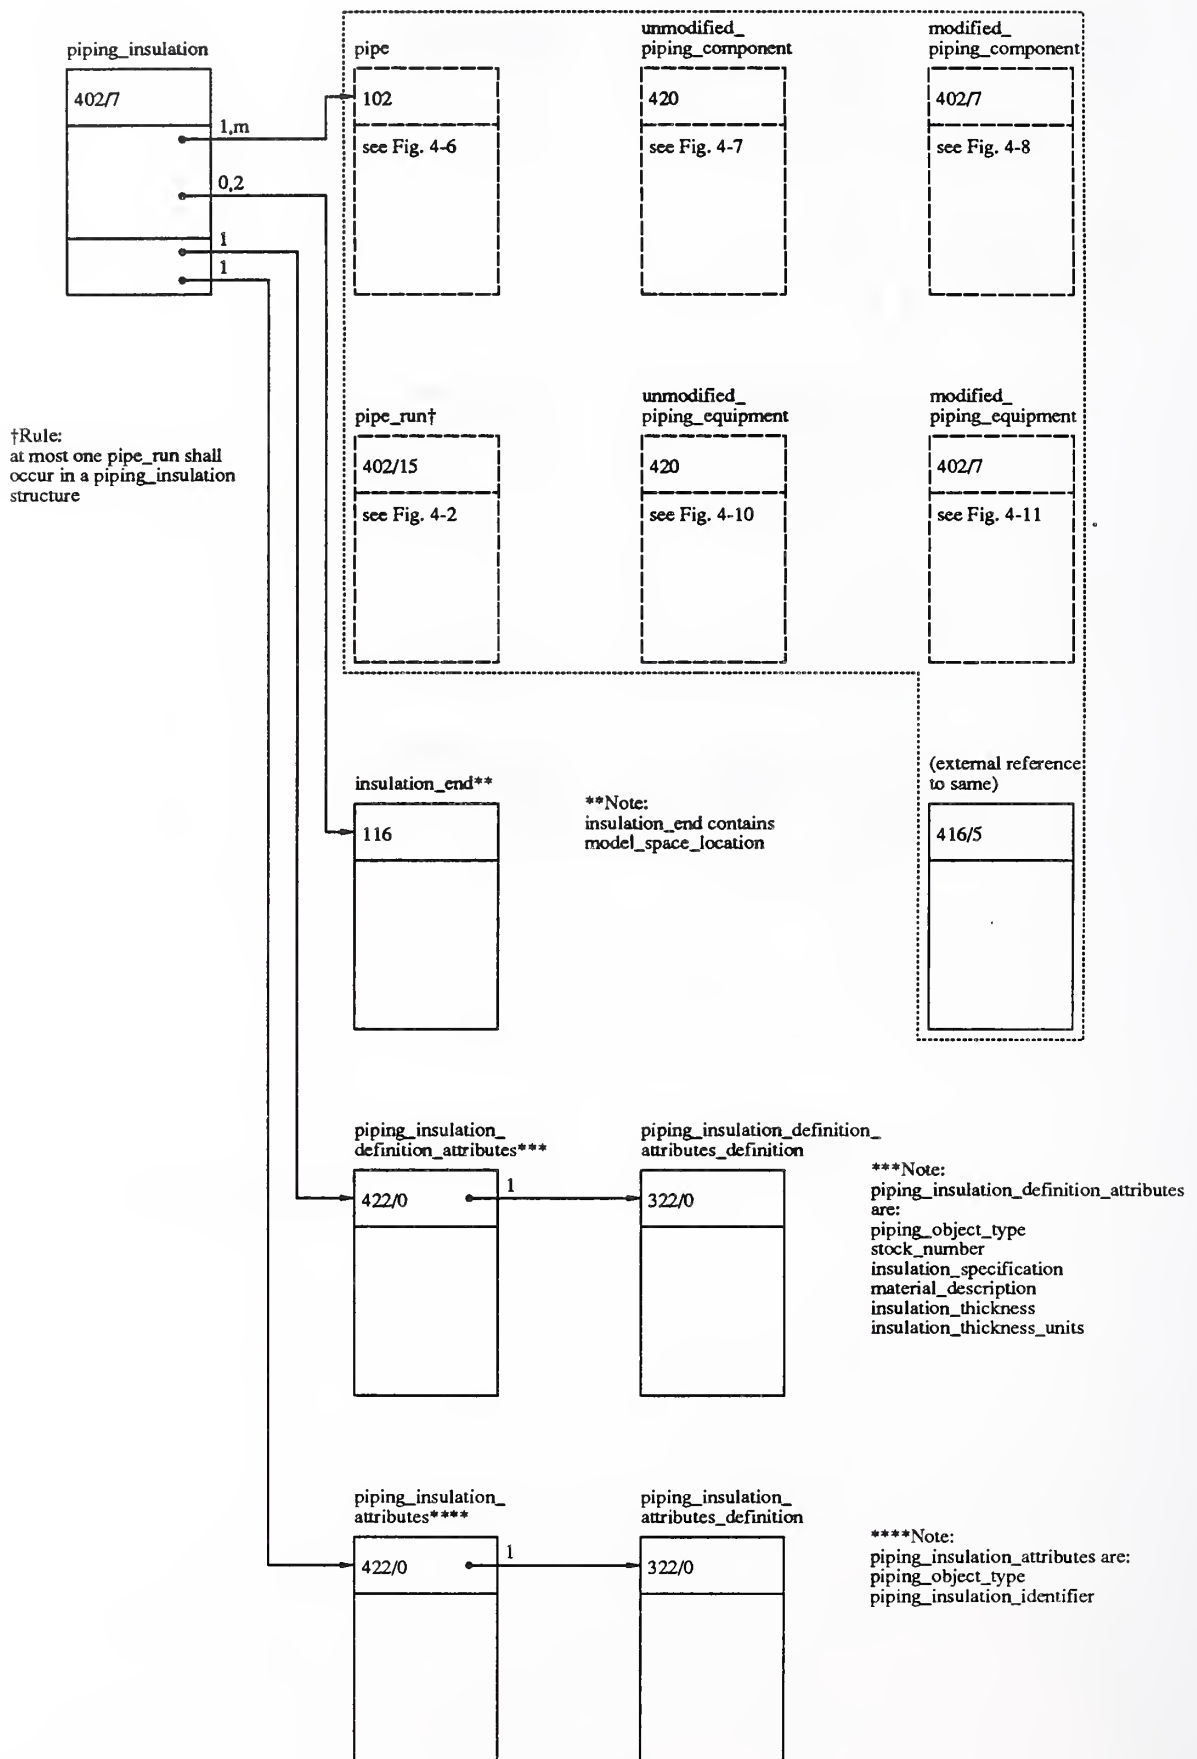 piping_insulation
402/7
1,m
0,2
1
1
pipe
102
see Fig. 4-6
unmodified_
piping_component
420
see Fig. 4-7
modified_
piping_component
402/7
see Fig. 4-8
†Rule:
at most one pipe_run shall
occur in a piping_insulation
structure
pipe_run†
402/15
see Fig. 4-2
unmodified_
piping_equipment
420
see Fig. 4-10
modified_
piping_equipment
402/7
see Fig. 4-11
insulation_end**
116
**Note:
insulation_end contains
model_space_location
(external reference
to same)
416/5
piping_insulation_
definition_attributes***
422/0
1
piping_insulation_definition_
attributes_definition
322/0
***Note:
piping_insulation_definition_attributes
are:
piping_object_type
stock_number
insulation_specification
material_description
insulation_thickness
insulation_thickness_units
piping_insulation_
attributes****
422/0
1
piping_insulation_
attributes_definition
322/0
****Note:
piping_insulation_attributes are:
piping_object_type
piping_insulation_identifier